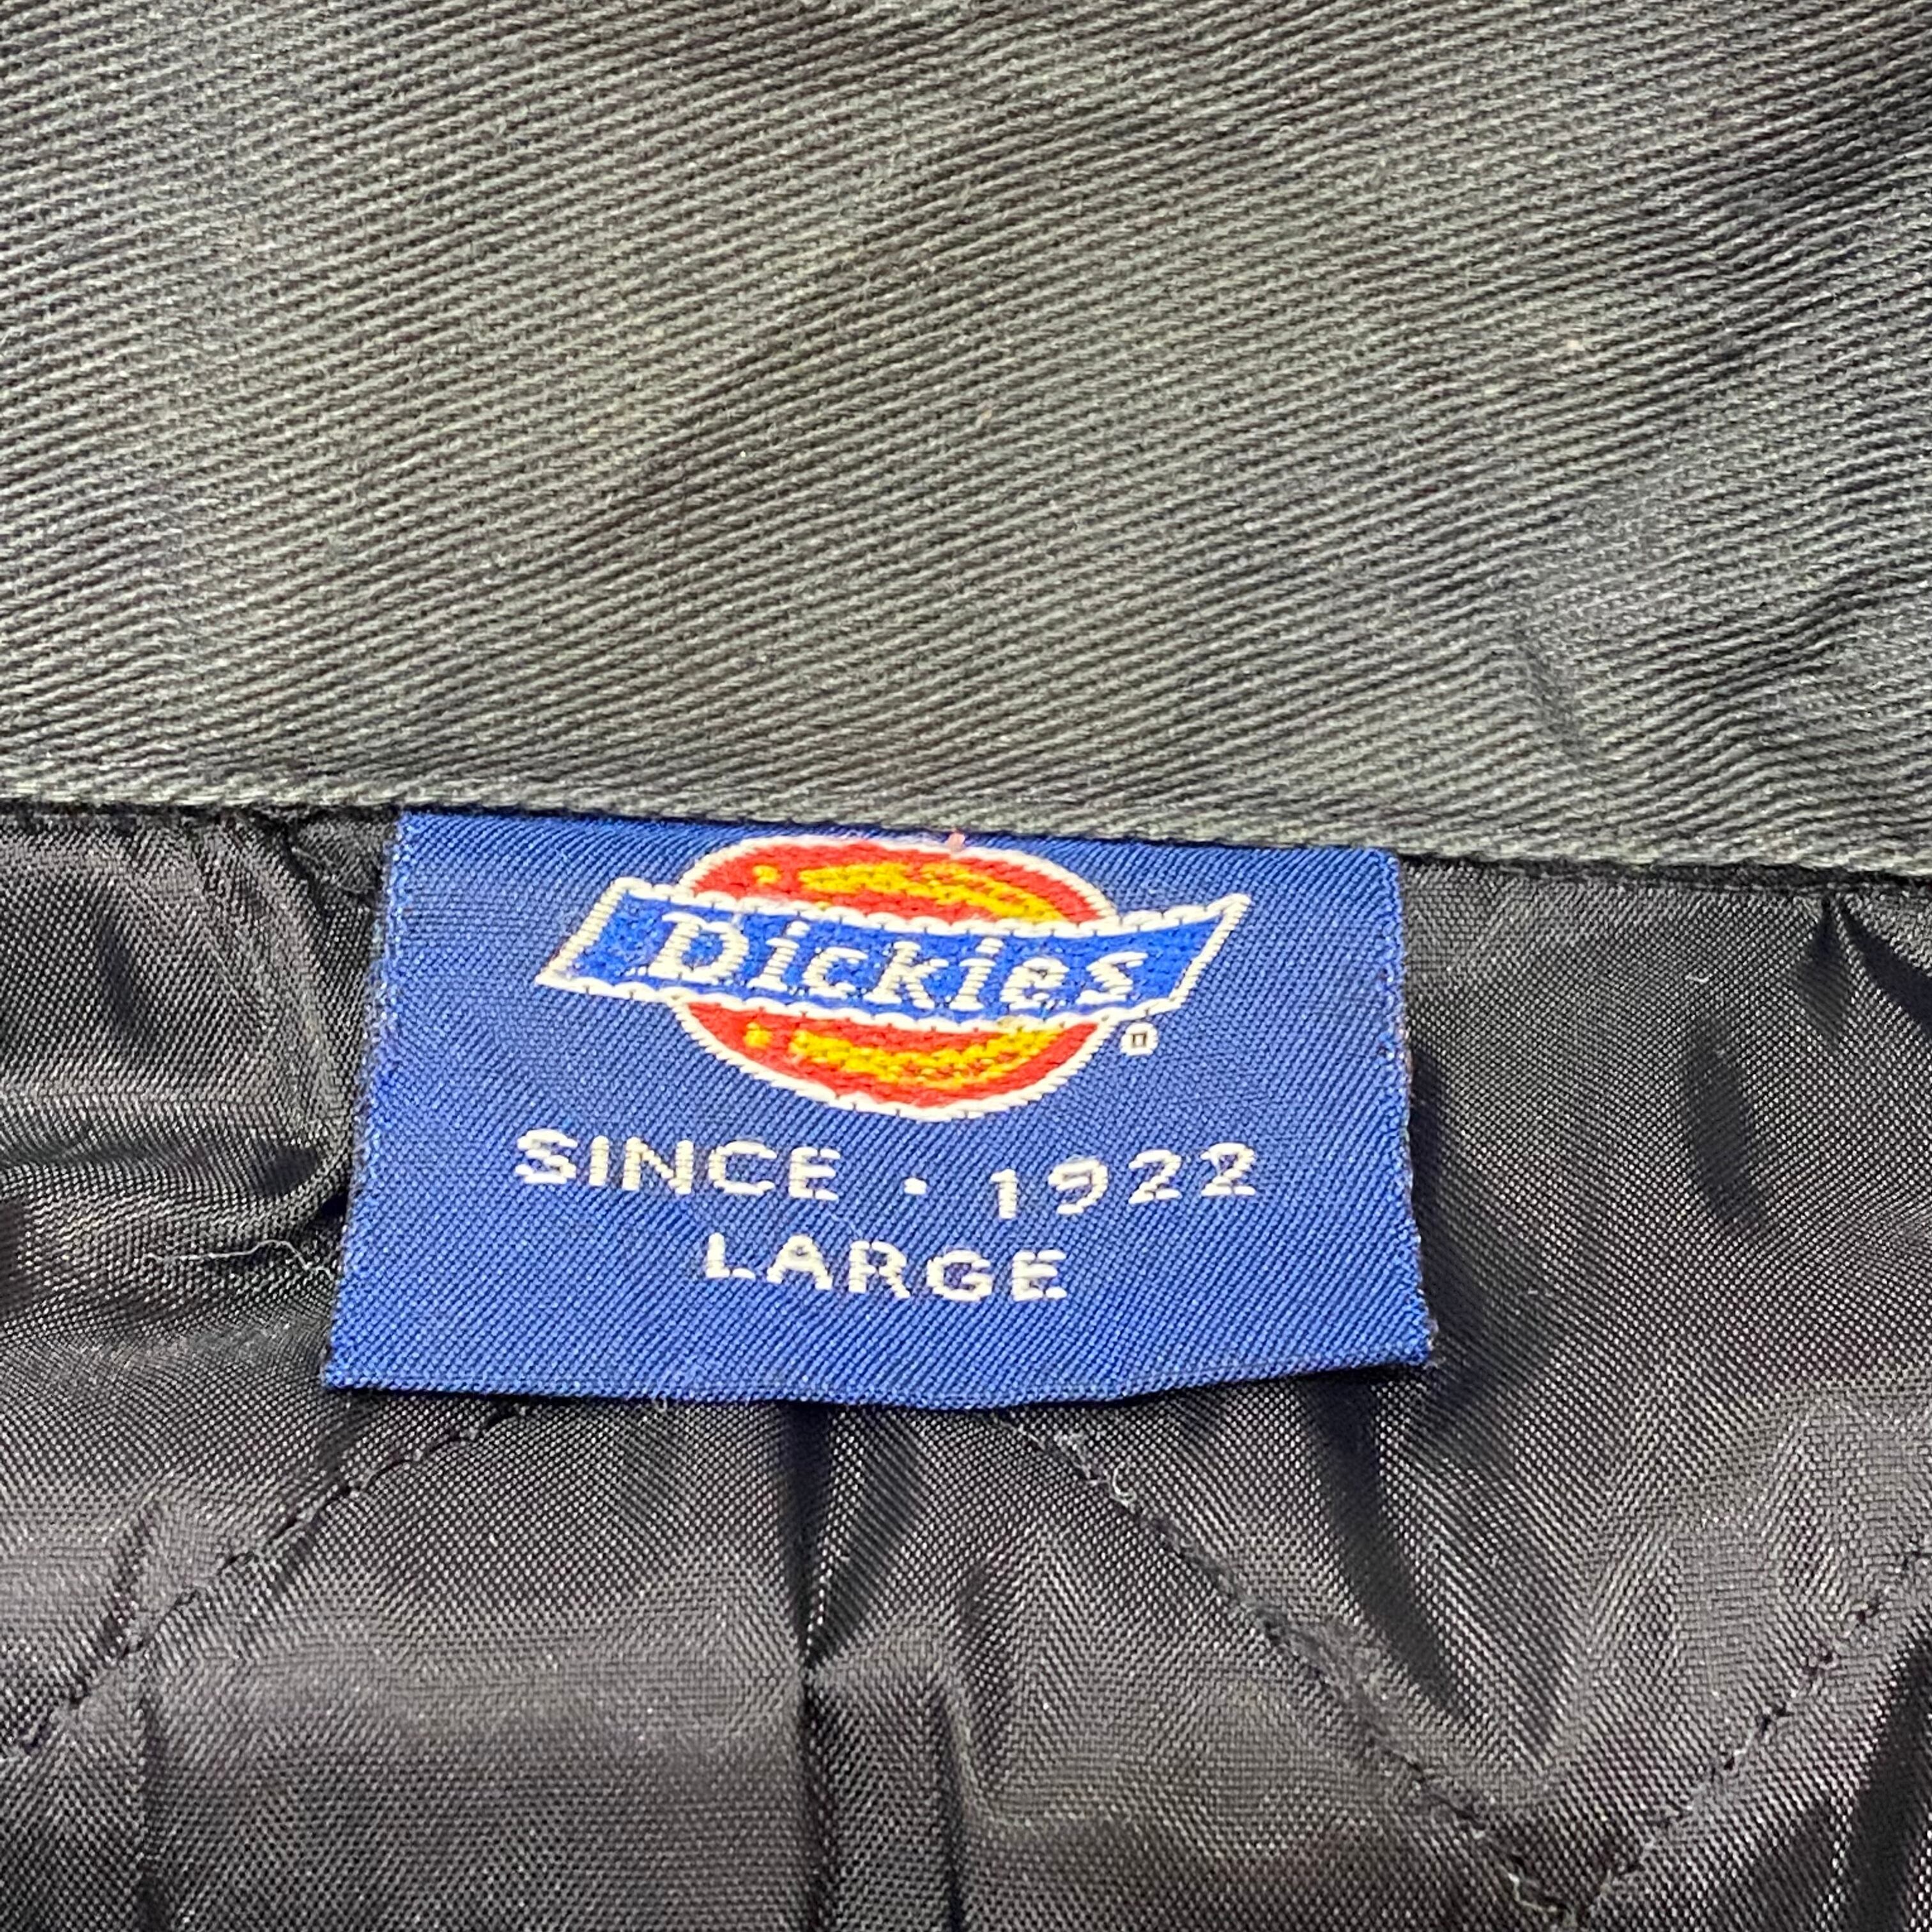 Dickies
®
SINCE · 1922
LARGE